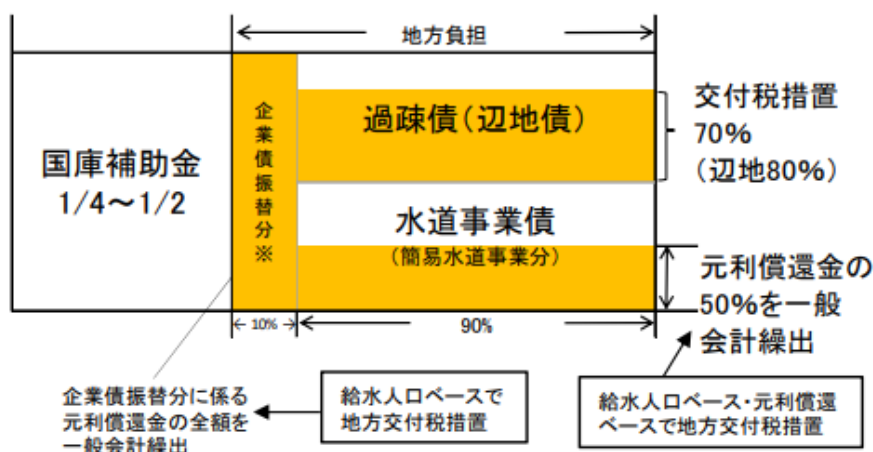 地方負担
国庫補助金
1/4～1/2
企業債振替分※
過疎債（辺地債）
水道事業債
（簡易水道事業分）
交付税措置
70%
（辺地80%）
元利償還金の
50%を一般
会計繰出
10%
90%
企業債振替分に係る
元利償還金の全額を
一般会計繰出
給水人口ベースで
地方交付税措置
給水人口ベース・元利償還
ベースで地方交付税措置